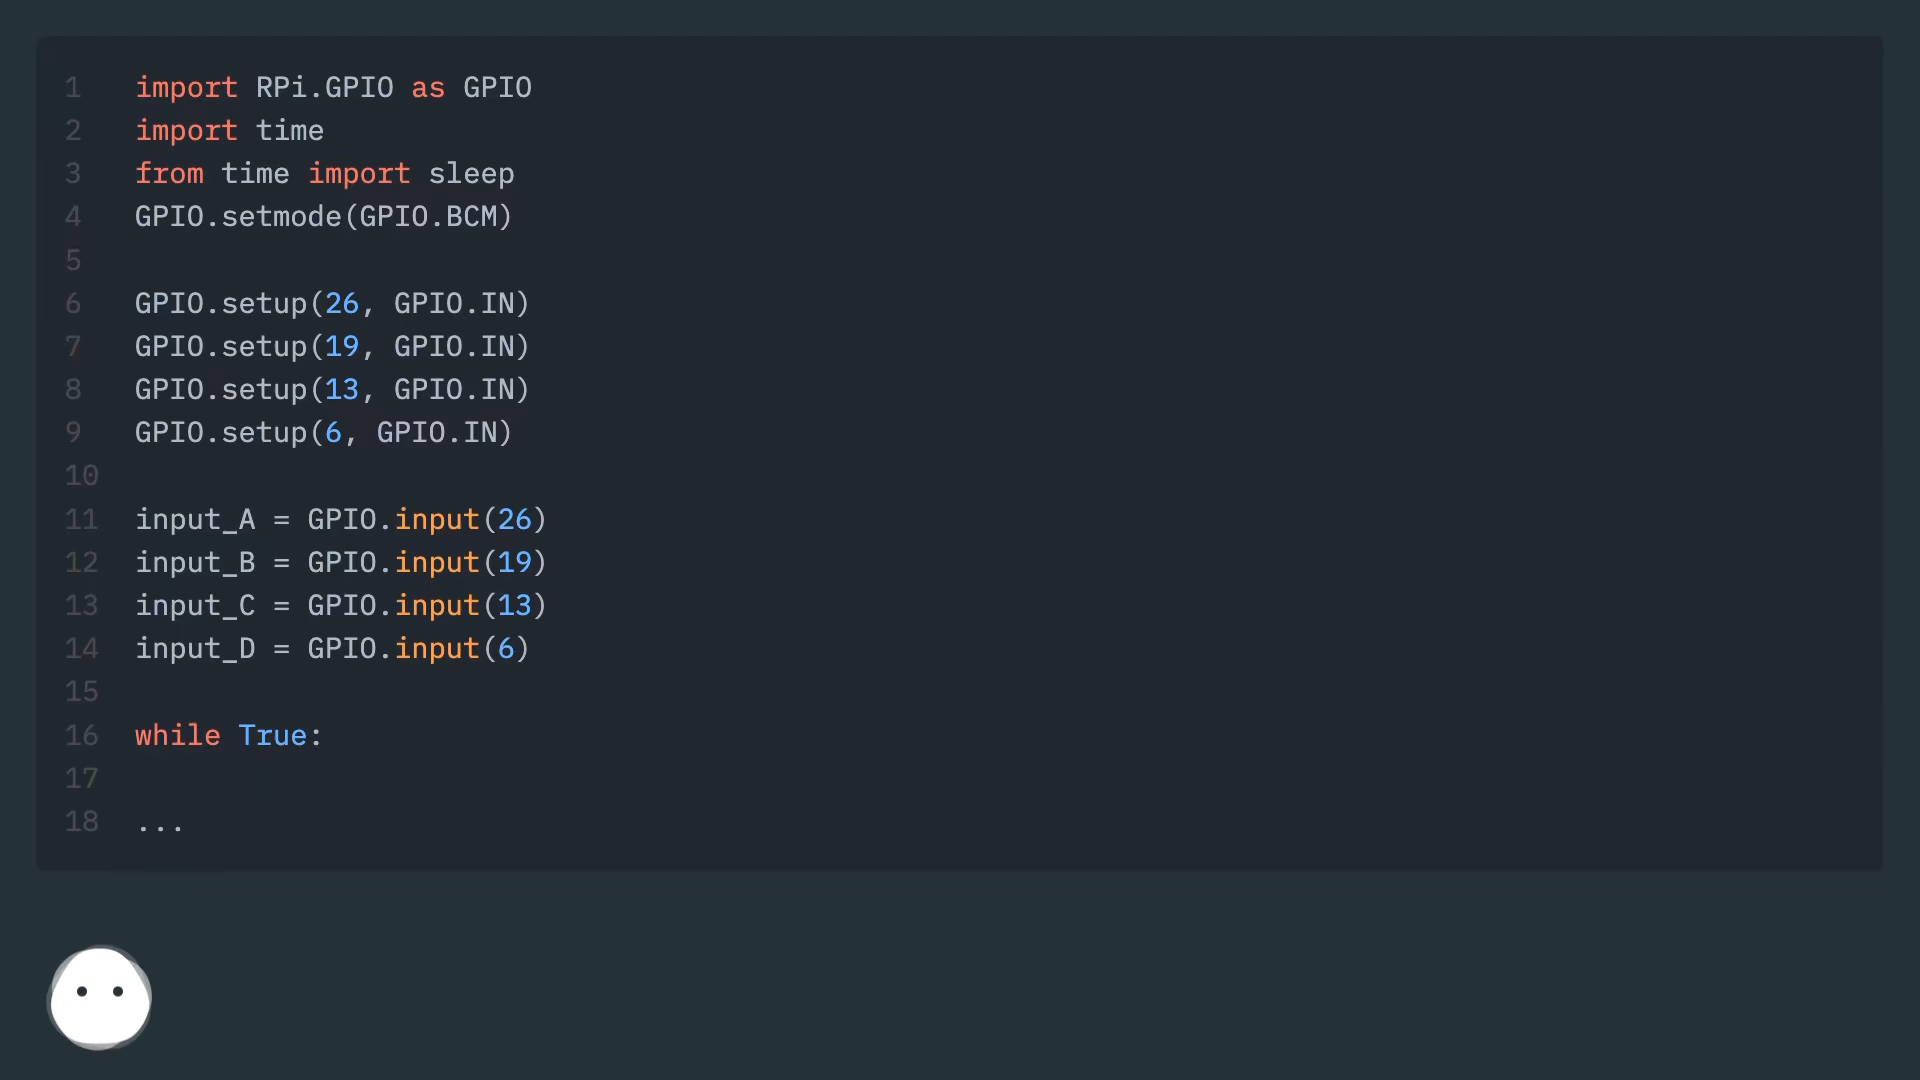 1 import RPi.GPIO as GPIO
2 import time
3 from time import sleep
4 GPIO.setmode(GPIO.BCM)
5
6 GPIO.setup(26, GPIO.IN)
7 GPIO.setup(19, GPIO.IN)
8 GPIO.setup(13, GPIO.IN)
9 GPIO.setup(6, GPIO.IN)
10
11 input_A = GPIO.input(26)
12 input_B = GPIO.input(19)
13 input_C = GPIO.input(13)
14 input_D = GPIO.input(6)
15
16 while True:
17
18 ...